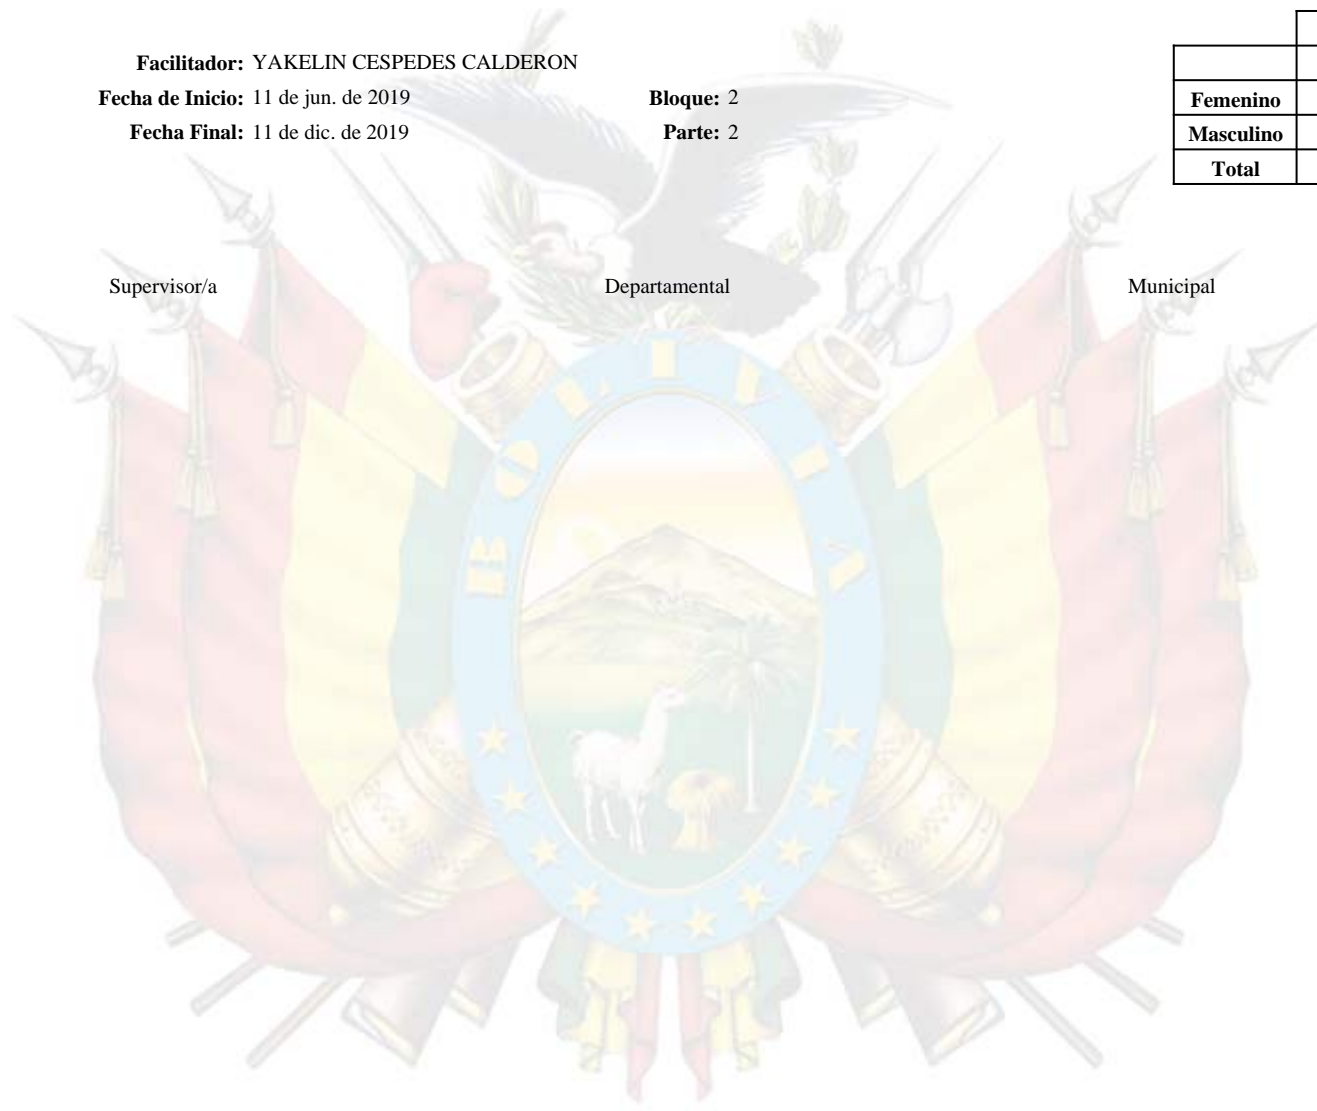 Facilitador: YAKELIN CESPEDES CALDERON
Fecha de Inicio: 11 de jun. de 2019 Bloque: 2
Fecha Final: 11 de dic. de 2019 Parte: 2
Femenino
Masculino
Total
Supervisor/a Departamental Municipal
BOLIVIA